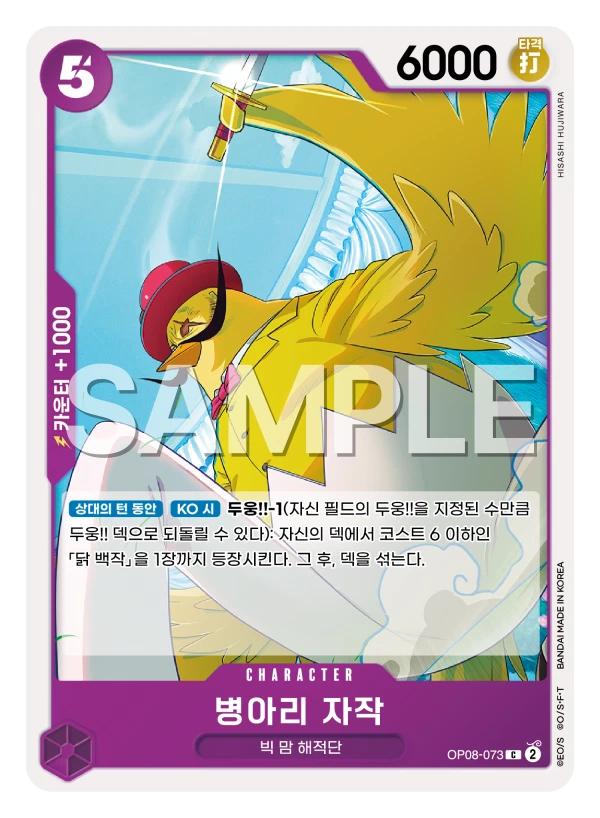 5
6000
타격
打
HISASHI HUJIWARA
카운터 +1000
SAMPLE
상대의 턴 동안 KO 시 두웅!!-1(자신 필드의 두웅!!을 지정된 수만큼
두웅!! 덱으로 되돌릴 수 있다): 자신의 덱에서 코스트 6 이하인
「닭 백작」을 1장까지 등장시킨다. 그 후, 덱을 섞는다.
CHARACTER
병아리 자작
빅 맘 해적단
OP08-073 C 2
©EO/S ©O/S·F·T BANDAI MADE IN KOREA